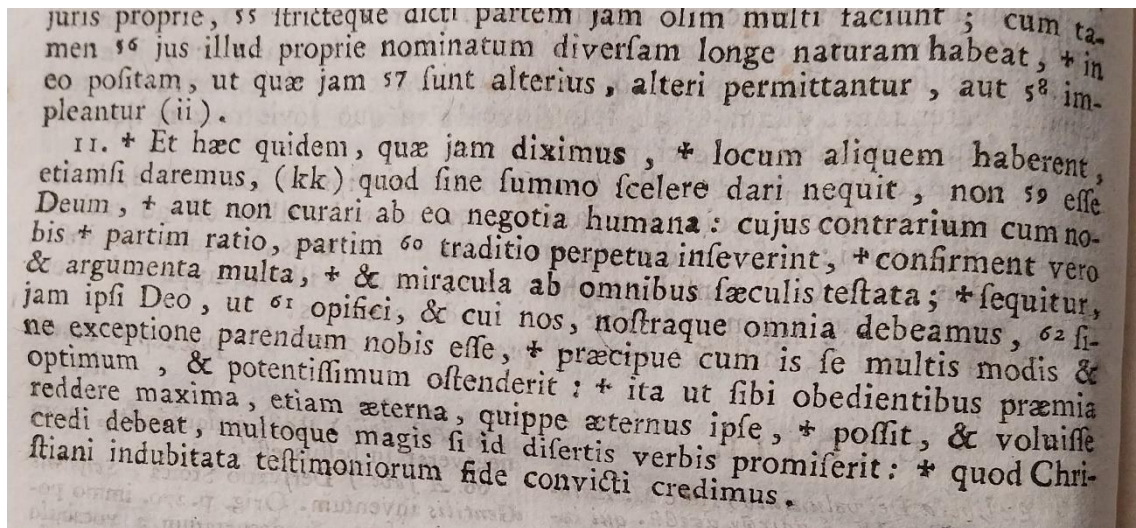 juris proprie, 55 ſtricteque dicti partem jam olim multi faciunt ; cum ta-
men 56 jus illud proprie nominatum diverſam longe naturam habeat, + in
eo poſitam, ut quæ jam 57 ſunt alterius, alteri permittantur, aut 58 im-
pleantur (ii).
11. + Et hæc quidem, quæ jam diximus, + locum aliquem haberent,
etiamſi daremus, (kk) quod ſine ſummo ſcelere dari nequit, non 59 eſſe
Deum, + aut non curari ab eo negotia humana : cujus contrarium cum no-
bis + partim ratio, partim 60 traditio perpetua inſeverint, + confirment vero
& argumenta multa, + & miracula ab omnibus ſæculis teſtata ; + ſequitur,
jam ipſi Deo, ut 61 opifici, & cui nos, noſtraque omnia debeamus, 62 ſi-
ne exceptione parendum nobis eſſe, + præcipue cum is ſe multis modis &
optimum, & potentiſſimum oſtenderit : + ita ut ſibi obedientibus præmia
reddere maxima, etiam æterna, quippe æternus ipſe, + poſſit, & voluiſſe
credi debeat, multoque magis ſi id diſertis verbis promiſerit : + quod Chri-
ſtiani indubitata teſtimoniorum fide convicti credimus.